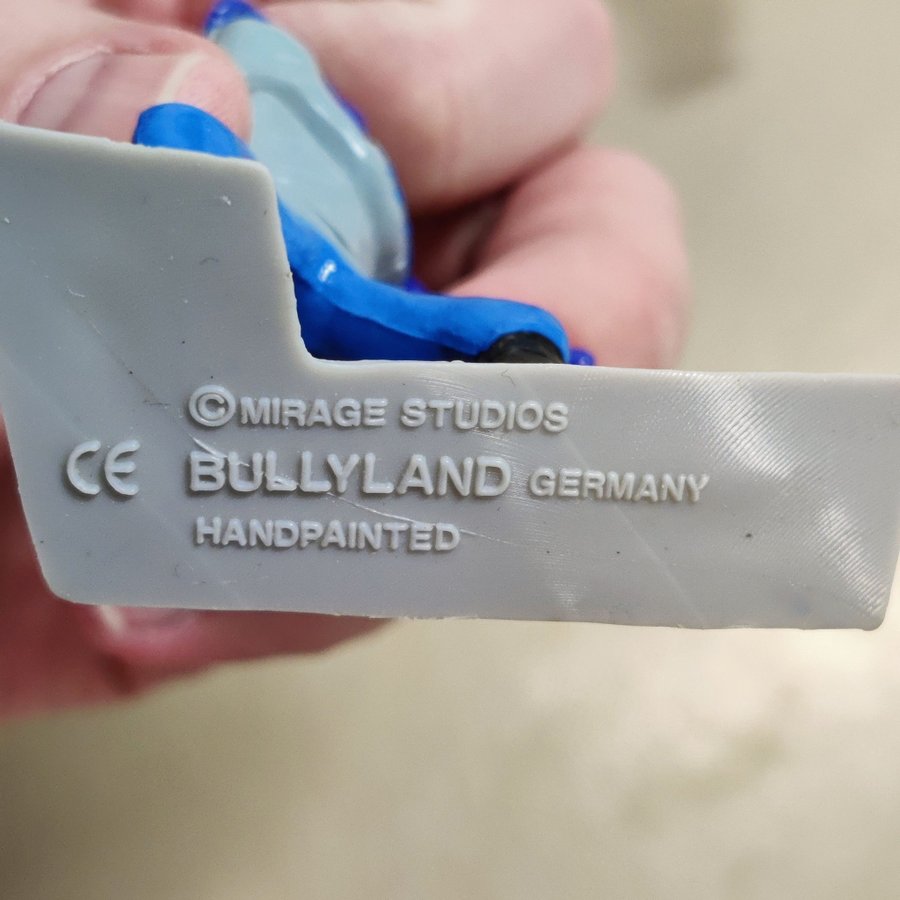 ©MIRAGE STUDIOS
CE BULLYLAND GERMANY
HANDPAINTED